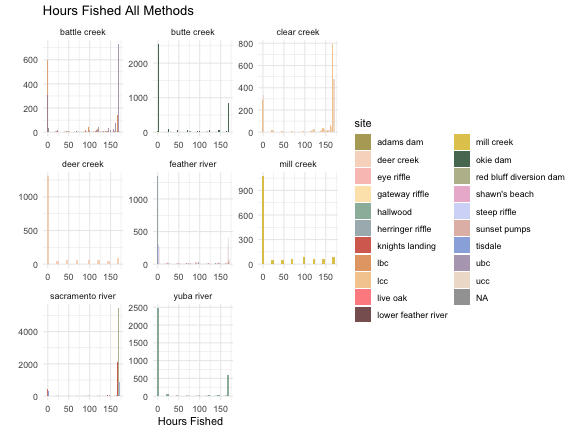 Hours Fished All Methods
battle creek
butte creek
clear creek
600
400
200
0
2000
1000
0
800
600
400
200
0
0 50 100 150
0 50 100 150
0 50 100 150
deer creek
feather river
mill creek
1000
500
0
1000
500
0
900
600
300
0
0 50 100 150
0 50 100 150
0 50 100 150
sacramento river
yuba river
4000
2000
0
2500
2000
1500
1000
500
0
0 50 100 150
0 50 100 150
Hours Fished
site
adams dam
deer creek
eye riffle
gateway riffle
hallwood
herringer riffle
knights landing
lbc
lcc
live oak
lower feather river
mill creek
okie dam
red bluff diversion dam
shawn's beach
steep riffle
sunset pumps
tisdale
ubc
ucc
NA